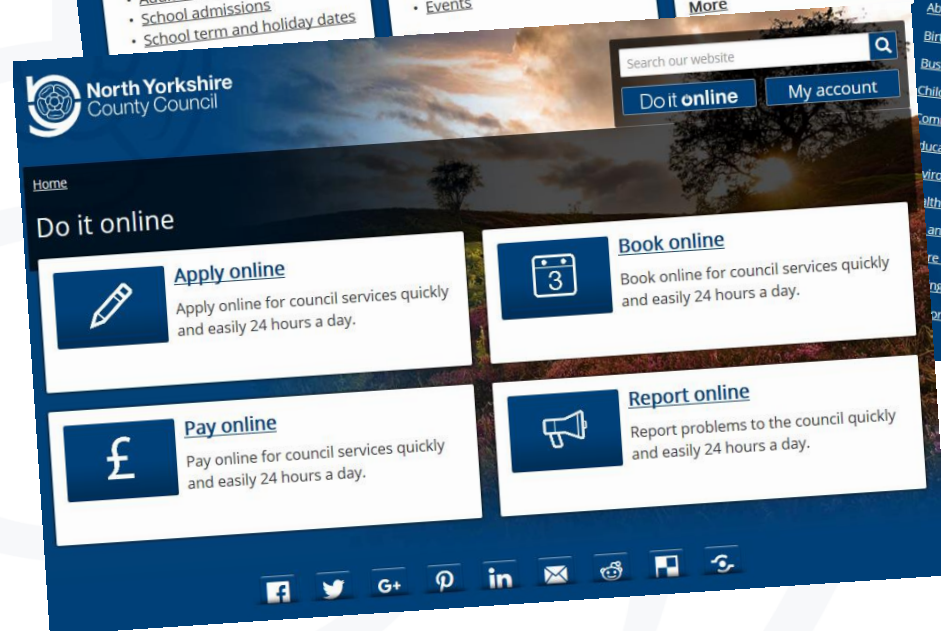 School admissions
School term and holiday dates
Events
More
North Yorkshire
County Council
Search our website
Do it online
My account
Home
Do it online
Apply online
Apply online for council services quickly
and easily 24 hours a day.
Book online
3
Book online for council services quickly
and easily 24 hours a day.
£
Pay online
Pay online for council services quickly
and easily 24 hours a day.
Report online
Report problems to the council quickly
and easily 24 hours a day.
G+
in